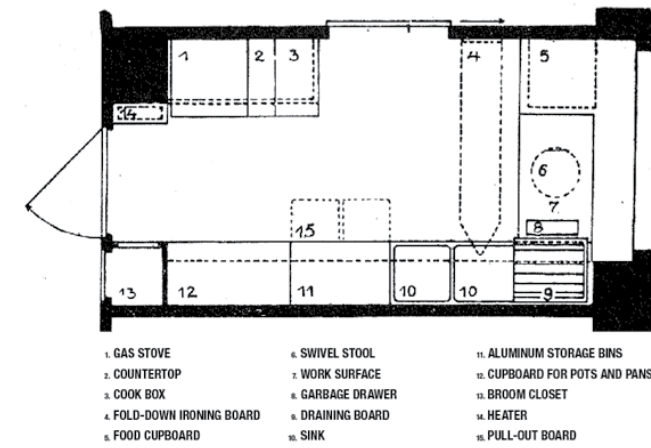 1 2 3 4 5
14
6
7
15 8
13 12 11 10 10 9
1. GAS STOVE
2. COUNTERTOP
3. COOK BOX
4. FOLD-DOWN IRONING BOARD
5. FOOD CUPBOARD
6. SWIVEL STOOL
7. WORK SURFACE
8. GARBAGE DRAWER
9. DRAINING BOARD
10. SINK
11. ALUMINUM STORAGE BINS
12. CUPBOARD FOR POTS AND PANS
13. BROOM CLOSET
14. HEATER
15. PULL-OUT BOARD